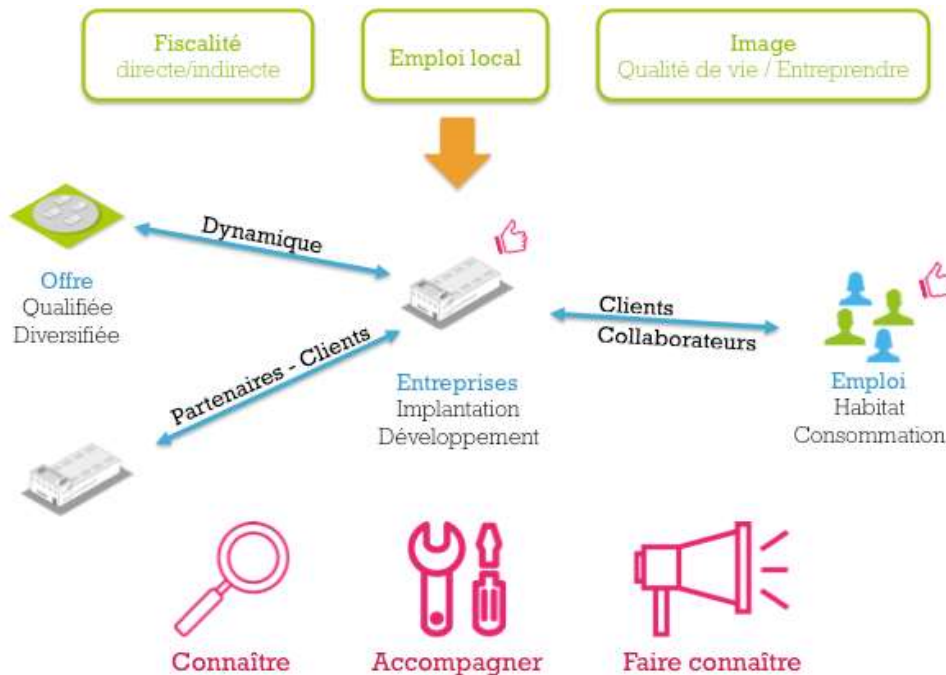 Fiscalité
directe/indirecte
Emploi local
Image
Qualité de vie / Entreprendre
Dynamique
Offre
Qualifiée
Diversifiée
Clients
Collaborateurs
Partenaires - Clients
Entreprises
Implantation
Développement
Emploi
Habitat
Consommation
Connaître
Accompagner
Faire connaître